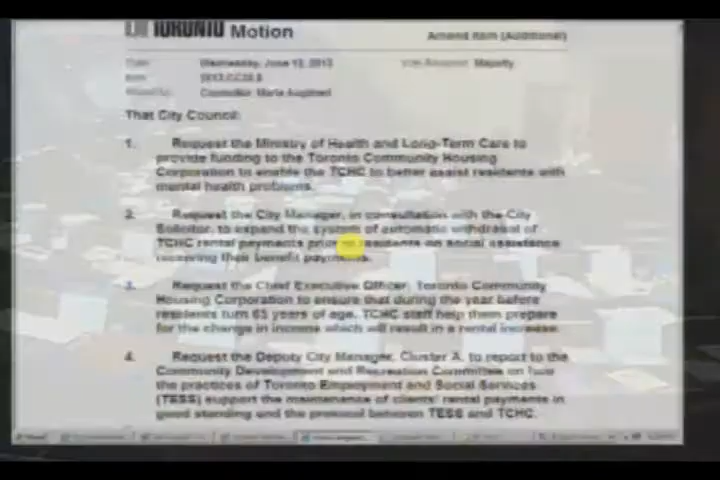 TORONTO Motion
Amend Item (Additional)
Date: Wednesday, June 12, 2013
Vote Required: Majority
Item:
Moved by: Councillor Maria Augimeri
That City Council:
1. Request the Ministry of Health and Long-Term Care to
provide funding to the Toronto Community Housing
Corporation to enable the TCHC to better assist residents with
mental health problems.
2. Request the City Manager, in consultation with the City
Solicitor, to expand the system of automatic withdrawal of
TCHC rental payments prior to residents on social assistance
receiving their benefit payments.
3. Request the Chief Executive Officer, Toronto Community
Housing Corporation to ensure that during the year before
residents turn 65 years of age, TCHC staff help them prepare
for the change in income which will result in a rental increase.
4. Request the Deputy City Manager, Cluster A, to report to the
Community Development and Recreation Committee on how
the practices of Toronto Employment and Social Services
(TESS) support the maintenance of clients' rental payments in
good standing and the protocol between TESS and TCHC.